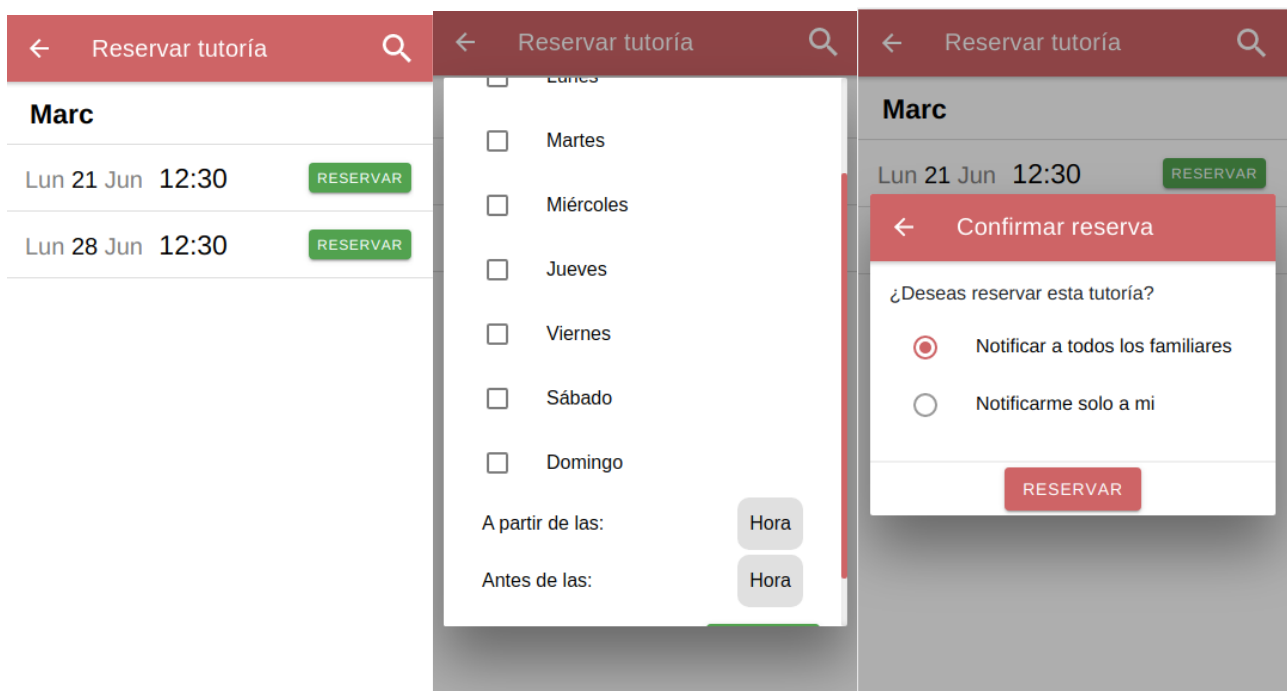 Reservar tutoría
Marc
Lun 21 Jun 12:30 RESERVAR
Lun 28 Jun 12:30 RESERVAR
Reservar tutoría
Lunes
Martes
Miércoles
Jueves
Viernes
Sábado
Domingo
A partir de las: Hora
Antes de las: Hora
Reservar tutoría
Marc
Lun 21 Jun 12:30 RESERVAR
Confirmar reserva
¿Deseas reservar esta tutoría?
Notificar a todos los familiares
Notificarme solo a mi
RESERVAR